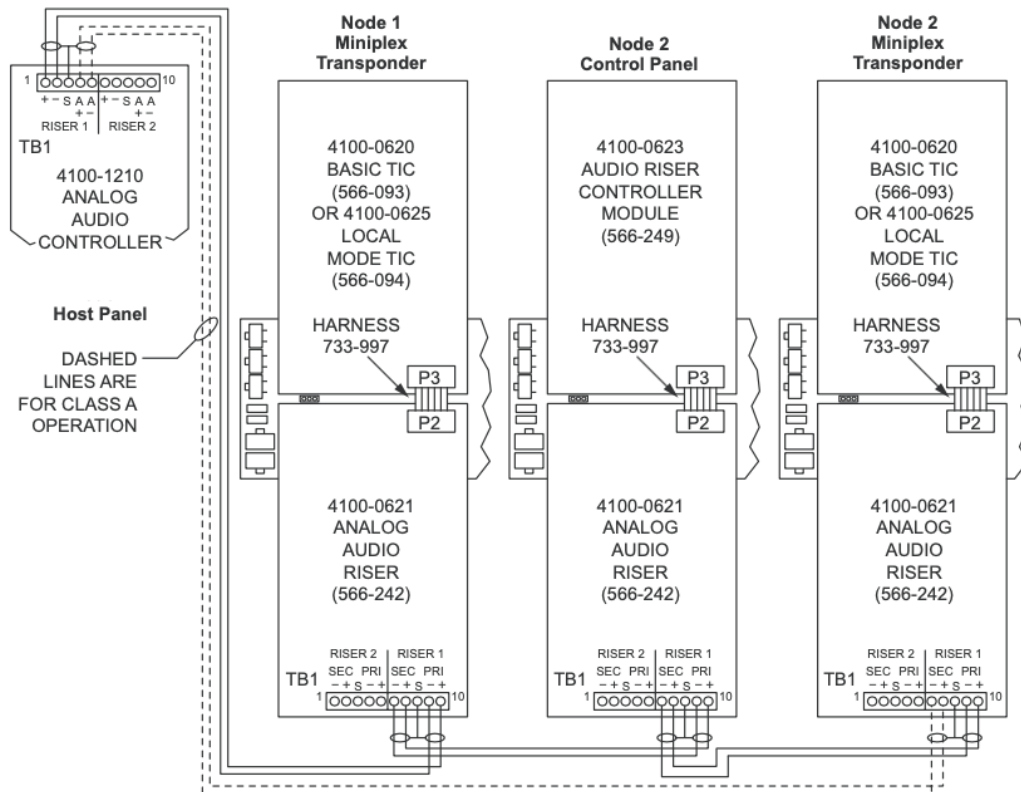 Node 1
Miniplex
Transponder
Node 2
Control Panel
Node 2
Miniplex
Transponder
1
10
+ − S A A + − S A A
+ − + −
RISER 1 RISER 2
TB1
4100-1210
ANALOG
AUDIO
CONTROLLER
Host Panel
DASHED
LINES ARE
FOR CLASS A
OPERATION
4100-0620
BASIC TIC
(566-093)
OR 4100-0625
LOCAL
MODE TIC
(566-094)
HARNESS
733-997
P3
P2
4100-0621
ANALOG
AUDIO
RISER
(566-242)
RISER 2 RISER 1
SEC PRI SEC PRI
− + S − + − + S − +
TB1
1
10
4100-0623
AUDIO RISER
CONTROLLER
MODULE
(566-249)
HARNESS
733-997
P3
P2
4100-0621
ANALOG
AUDIO
RISER
(566-242)
RISER 2 RISER 1
SEC PRI SEC PRI
− + S − + − + S − +
TB1
1
10
4100-0620
BASIC TIC
(566-093)
OR 4100-0625
LOCAL
MODE TIC
(566-094)
HARNESS
733-997
P3
P2
4100-0621
ANALOG
AUDIO
RISER
(566-242)
RISER 2 RISER 1
SEC PRI SEC PRI
− + S − + − + S − +
TB1
1
10